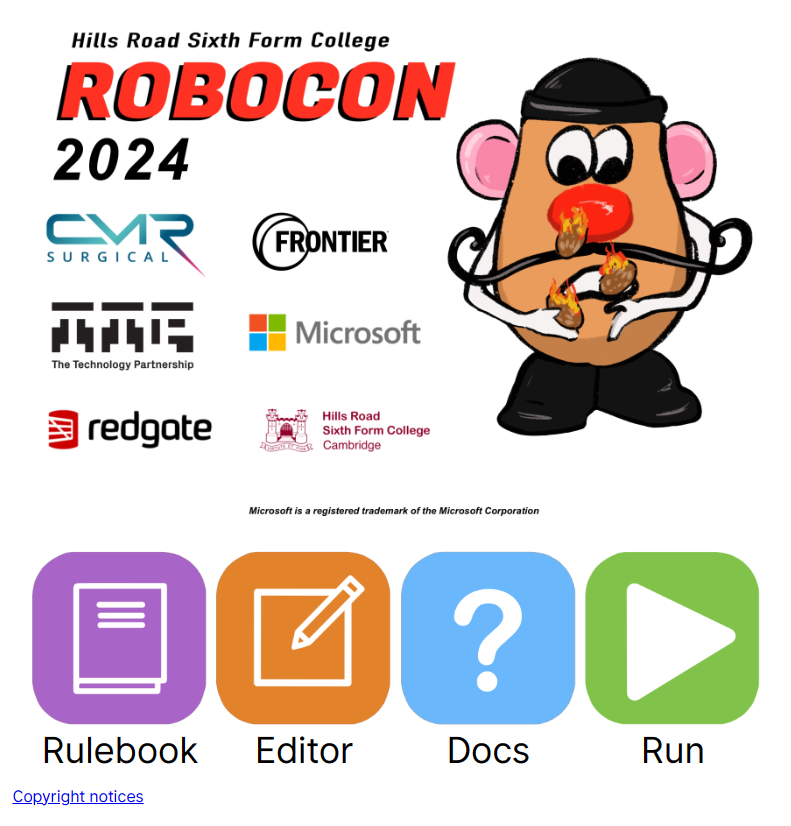 Hills Road Sixth Form College
ROBOCON
2024
CMR
SURGICAL
FRONTIER
TTP
The Technology Partnership
Microsoft
redgate
Hills Road
Sixth Form College
Cambridge
Microsoft is a registered trademark of the Microsoft Corporation
Rulebook
Editor
Docs
Run
Copyright notices